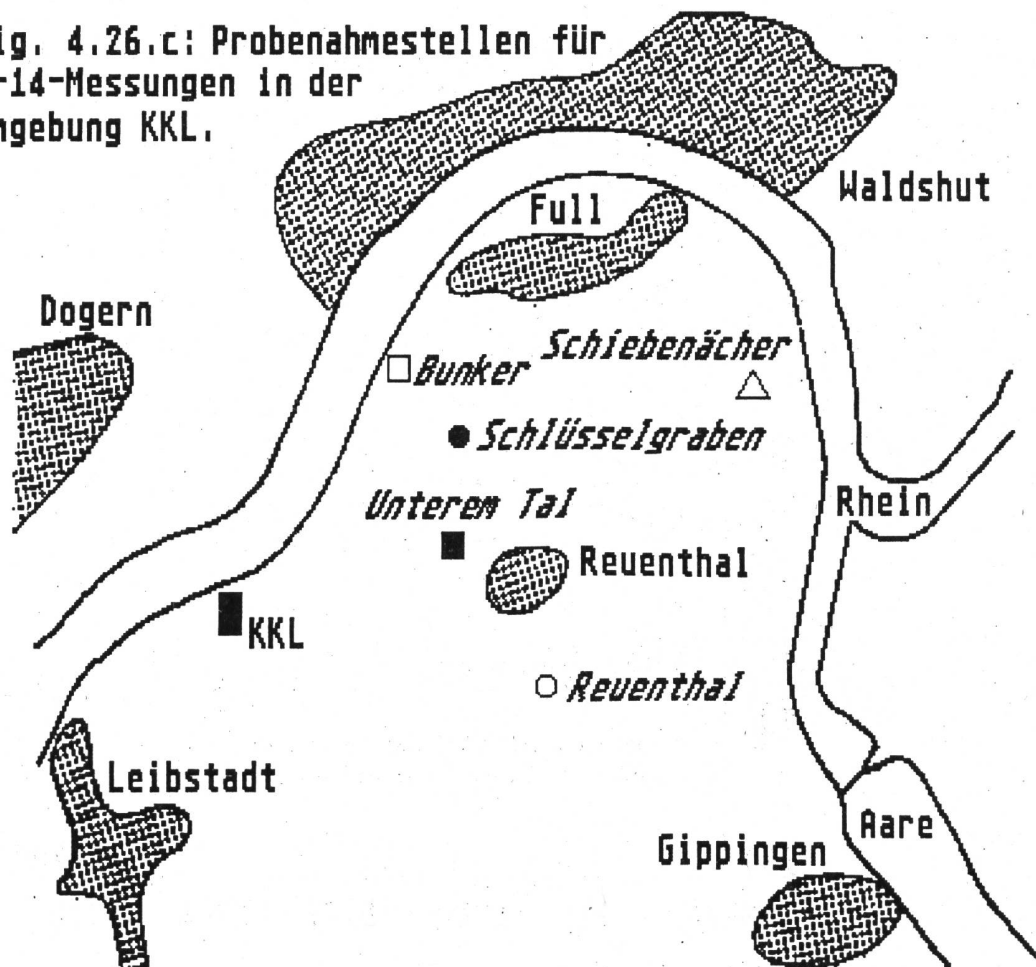 ig. 4.26.c: Probenahmestellen für
-14-Messungen in der
mgebung KKL.
Waldshut
Full
Dogern
Schiebenächer
Bunker
Schlüsselgraben
Rhein
Unterem Tal
Reuenthal
KKL
Reuenthal
Leibstadt
Aare
Gippingen